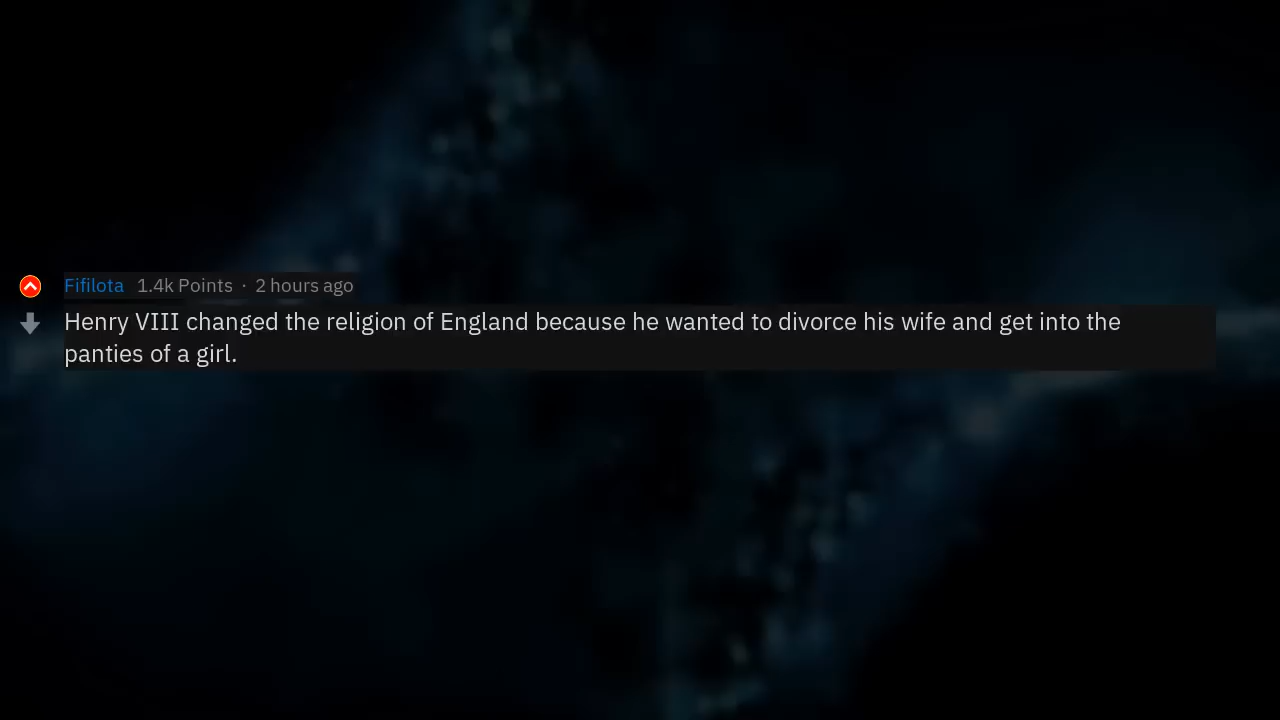 Fifilota 1.4k Points · 2 hours ago
Henry VIII changed the religion of England because he wanted to divorce his wife and get into the
panties of a girl.